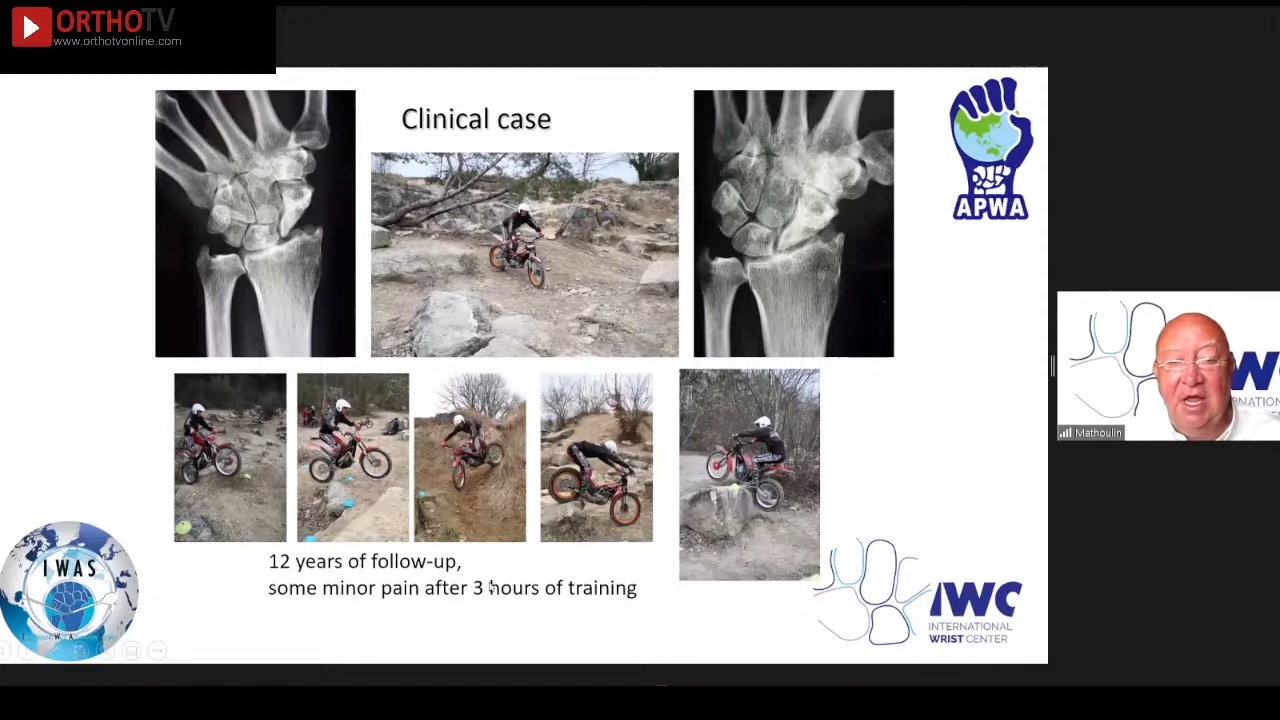 ORTHOTV
www.orthotvonline.com
Clinical case
APWA
12 years of follow-up,
some minor pain after 3 hours of training
IWAS
IWC
INTERNATIONAL
WRIST CENTER
Mathoulin